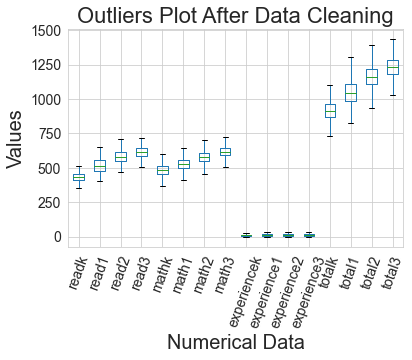 Outliers Plot After Data Cleaning
Values
1500
1250
1000
750
500
250
0
readk
read1
read2
read3
mathk
math1
math2
math3
experiencek
experience1
experience2
experience3
totalk
total1
total2
total3
Numerical Data